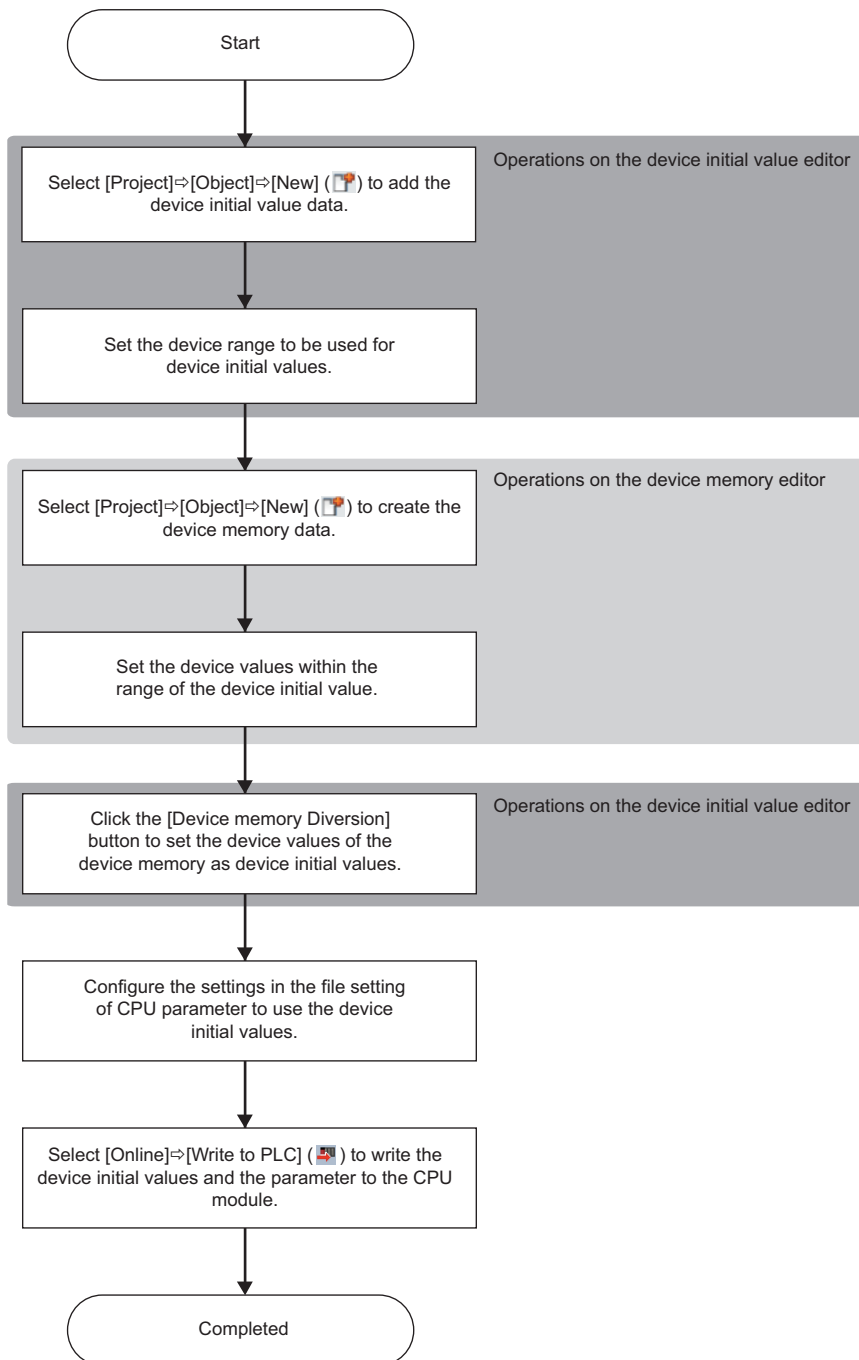 Start
Operations on the device initial value editor
Select [Project]⇨[Object]⇨[New] ( ) to add the
device initial value data.
Set the device range to be used for
device initial values.
Operations on the device memory editor
Select [Project]⇨[Object]⇨[New] ( ) to create the
device memory data.
Set the device values within the
range of the device initial value.
Operations on the device initial value editor
Click the [Device memory Diversion]
button to set the device values of the
device memory as device initial values.
Configure the settings in the file setting
of CPU parameter to use the device
initial values.
Select [Online]⇨[Write to PLC] ( ) to write the
device initial values and the parameter to the CPU
module.
Completed